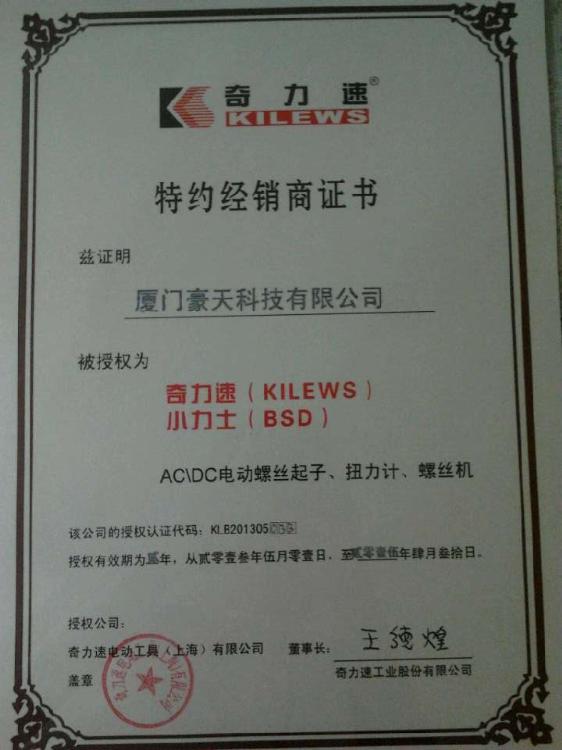 奇力速®
KILEWS
特约经销商证书
兹证明
厦门豪天科技有限公司
被授权为
奇力速（KILEWS）
小力士（BSD）
AC\DC电动螺丝起子、扭力计、螺丝机
该公司的授权认证代码：KLB201305
授权有效期为贰年，从贰零壹叁年伍月零壹日，至贰零壹伍年肆月叁拾日。
授权公司：
奇力速电动工具（上海）有限公司 董事长：王德煌
盖章 奇力速工业股份有限公司